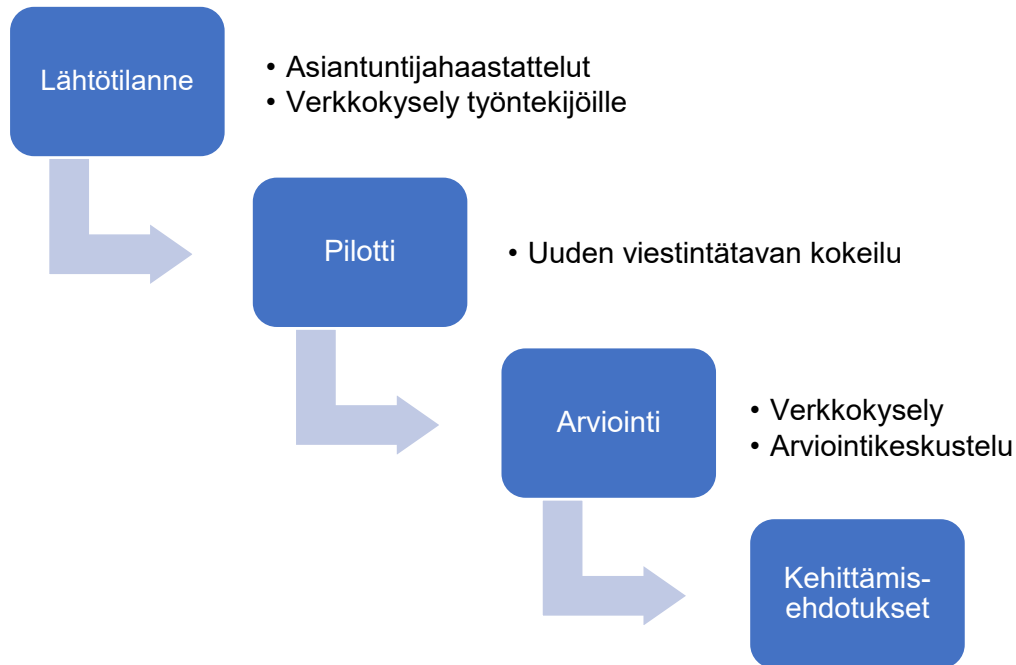 Lähtötilanne
• Asiantuntijahaastattelut
• Verkkokysely työntekijöille
Pilotti
• Uuden viestintätavan kokeilu
Arviointi
• Verkkokysely
• Arviointikeskustelu
Kehittämis-
ehdotukset